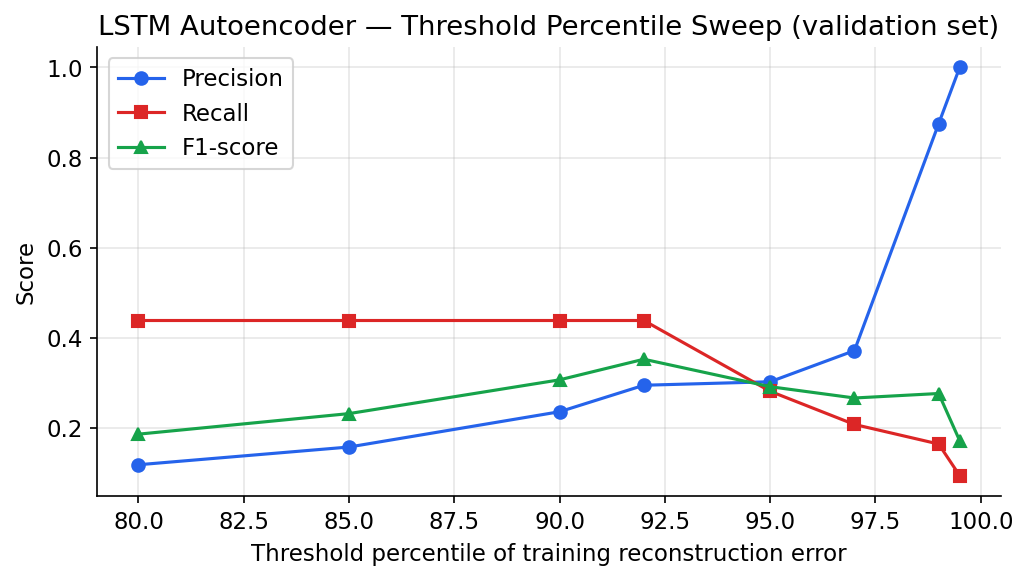 LSTM Autoencoder — Threshold Percentile Sweep (validation set)
Precision
Recall
F1-score
1.0
0.8
0.6
0.4
0.2
Score
80.0 82.5 85.0 87.5 90.0 92.5 95.0 97.5 100.0
Threshold percentile of training reconstruction error